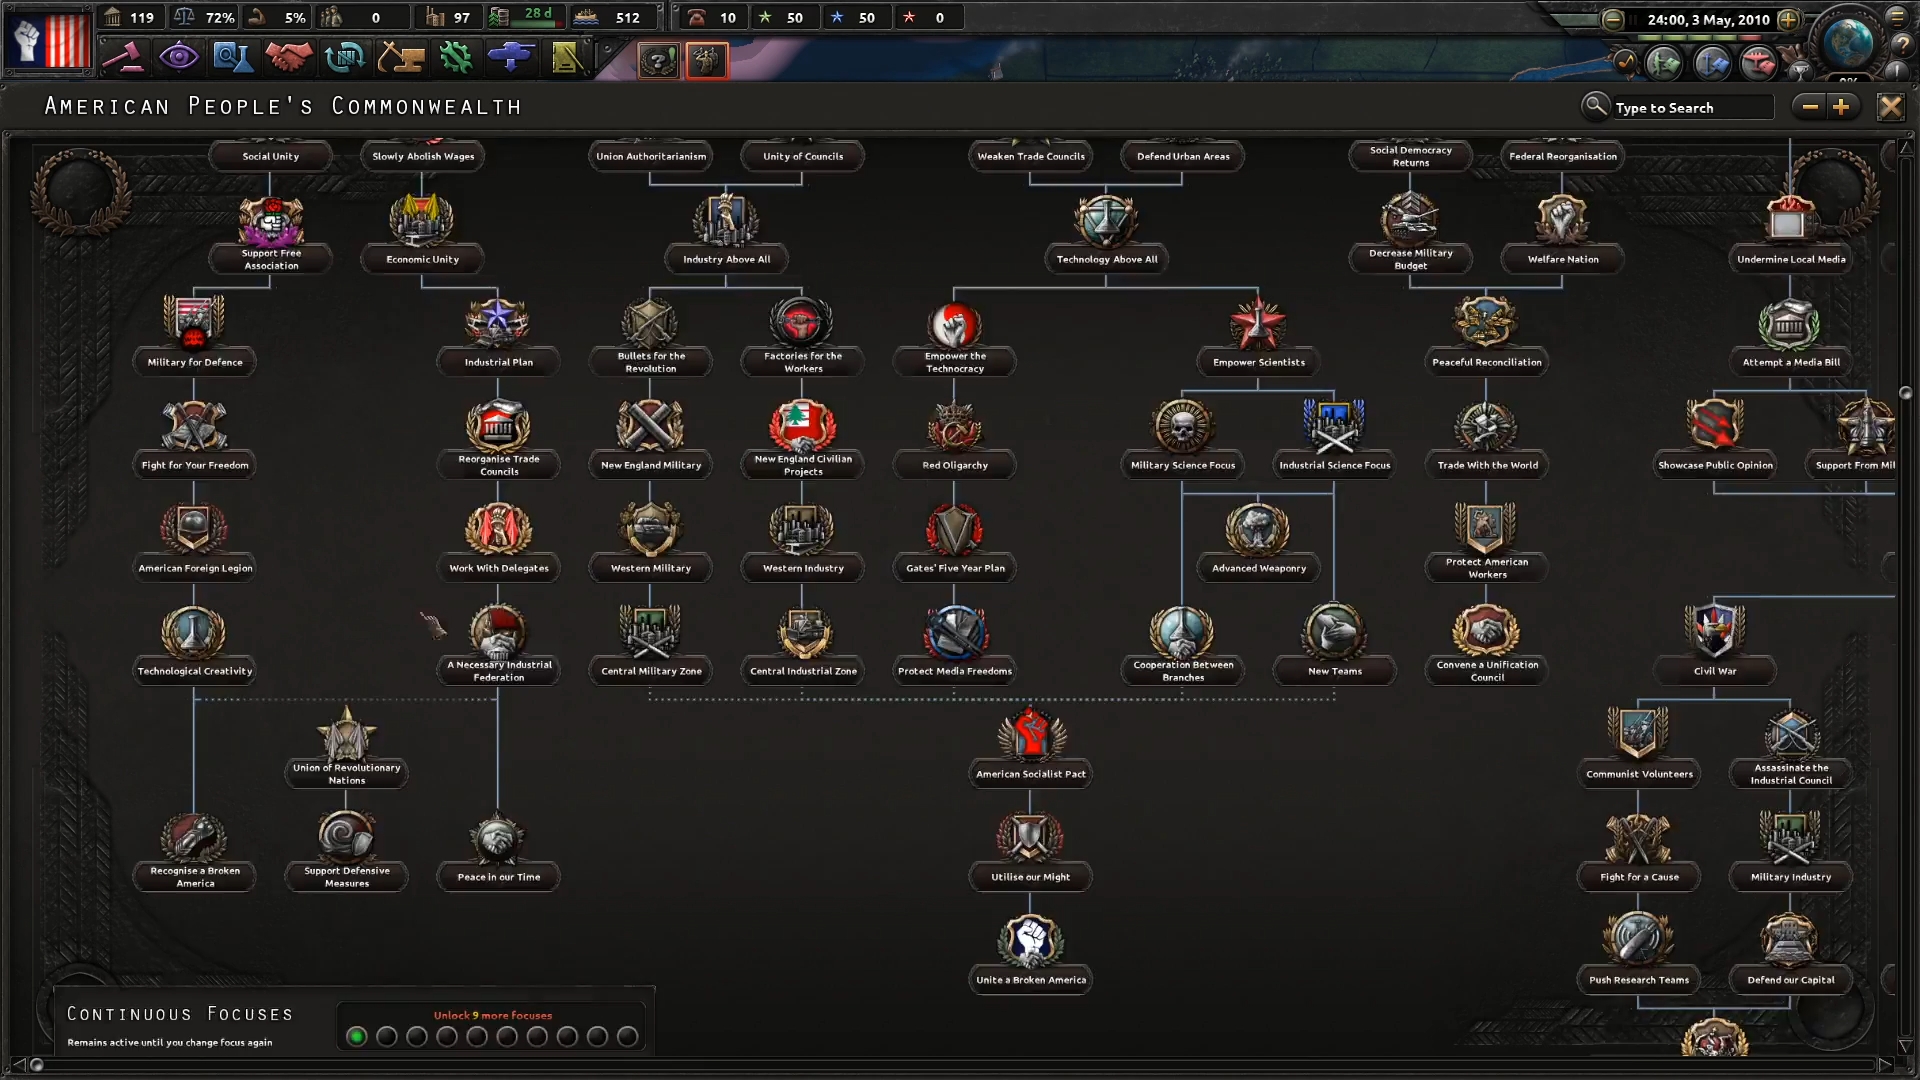 119
72%
5%
0
97
28 d
512
10
50
50
0
24:00, 3 May, 2010
American People's Commonwealth
Type to Search
Social Unity
Slowly Abolish Wages
Union Authoritarianism
Unity of Councils
Weaken Trade Councils
Defend Urban Areas
Social Democracy
Returns
Federal Reorganisation
Support Free
Association
Economic Unity
Industry Above All
Technology Above All
Decrease Military
Budget
Welfare Nation
Undermine Local Media
Military for Defence
Industrial Plan
Bullets for the
Revolution
Factories for the
Workers
Empower the
Technocracy
Empower Scientists
Peaceful Reconciliation
Attempt a Media Bill
Fight for Your Freedom
Reorganise Trade
Councils
New England Military
New England Civilian
Projects
Red Oligarchy
Military Science Focus
Industrial Science Focus
Trade With the World
Showcase Public Opinion
Support From Mil
American Foreign Legion
Work With Delegates
Western Military
Western Industry
Gates' Five Year Plan
Advanced Weaponry
Protect American
Workers
Technological Creativity
A Necessary Industrial
Federation
Central Military Zone
Central Industrial Zone
Protect Media Freedoms
Cooperation Between
Branches
New Teams
Convene a Unification
Council
Civil War
Union of Revolutionary
Nations
American Socialist Pact
Communist Volunteers
Assassinate the
Industrial Council
Recognise a Broken
America
Support Defensive
Measures
Peace in our Time
Utilise our Might
Fight for a Cause
Military Industry
Unite a Broken America
Push Research Teams
Defend our Capital
Continuous Focuses
Unlock 9 more focuses
Remains active until you change focus again